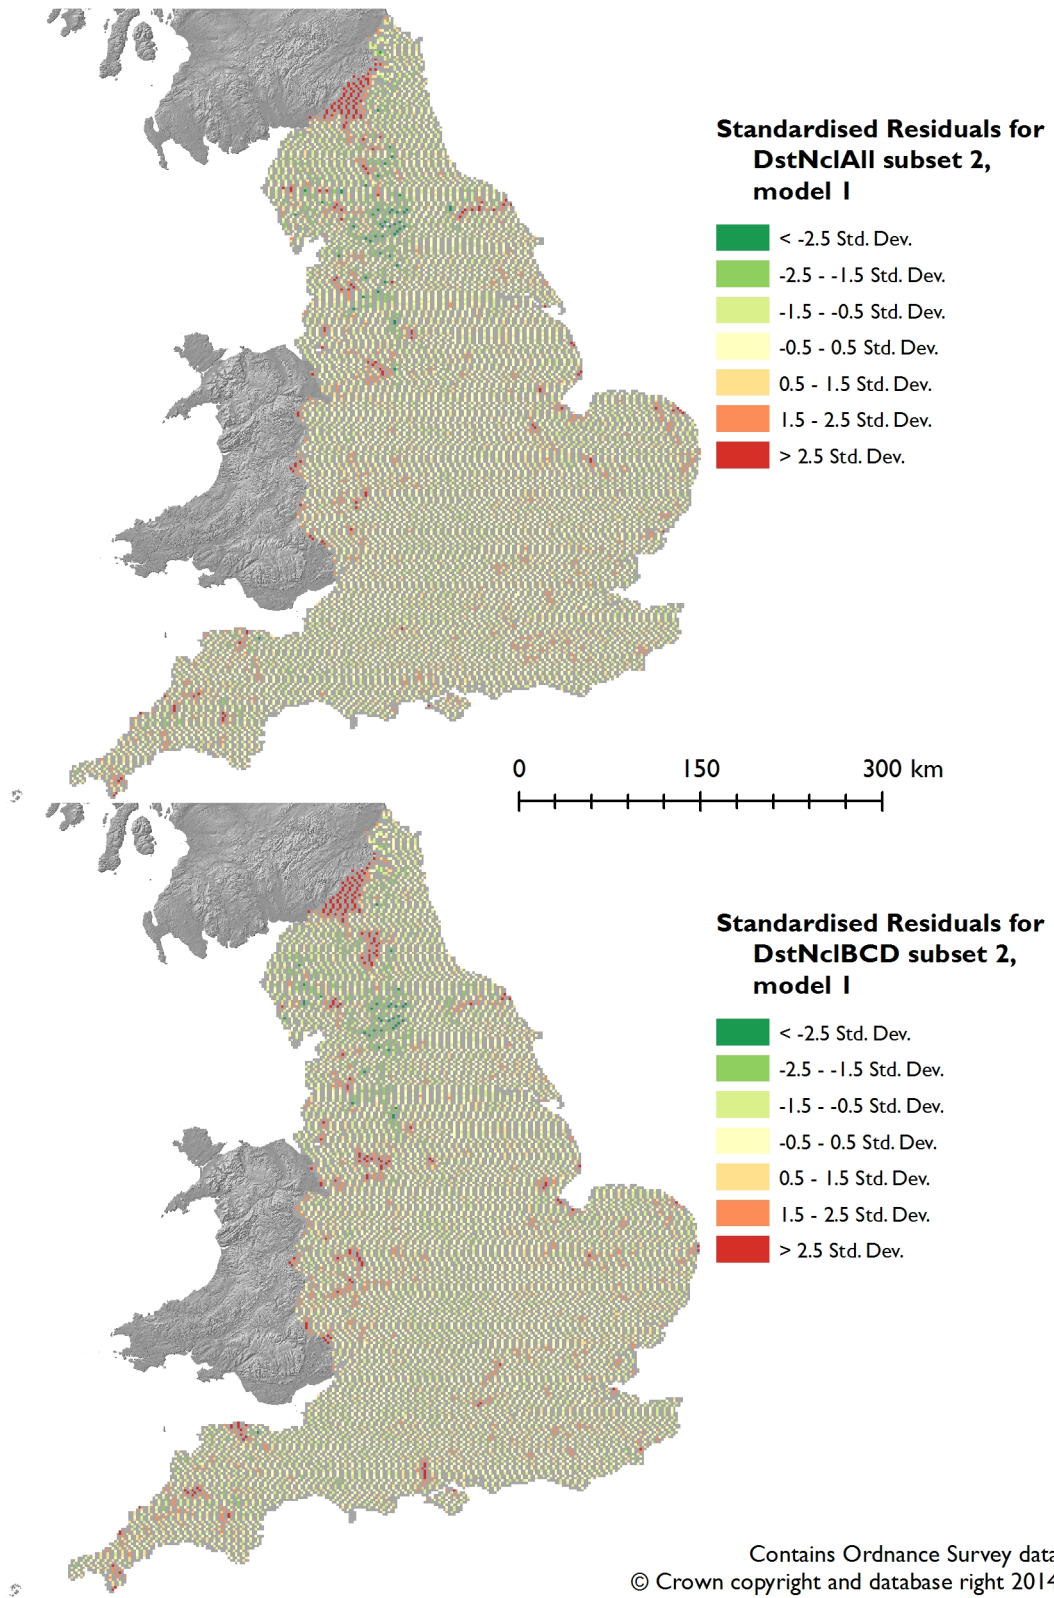 Standardised Residuals for
DstNclAll subset 2,
model 1
< -2.5 Std. Dev.
-2.5 - -1.5 Std. Dev.
-1.5 - -0.5 Std. Dev.
-0.5 - 0.5 Std. Dev.
0.5 - 1.5 Std. Dev.
1.5 - 2.5 Std. Dev.
> 2.5 Std. Dev.
0 150 300 km
Standardised Residuals for
DstNclBCD subset 2,
model 1
< -2.5 Std. Dev.
-2.5 - -1.5 Std. Dev.
-1.5 - -0.5 Std. Dev.
-0.5 - 0.5 Std. Dev.
0.5 - 1.5 Std. Dev.
1.5 - 2.5 Std. Dev.
> 2.5 Std. Dev.
Contains Ordnance Survey data
© Crown copyright and database right 2014